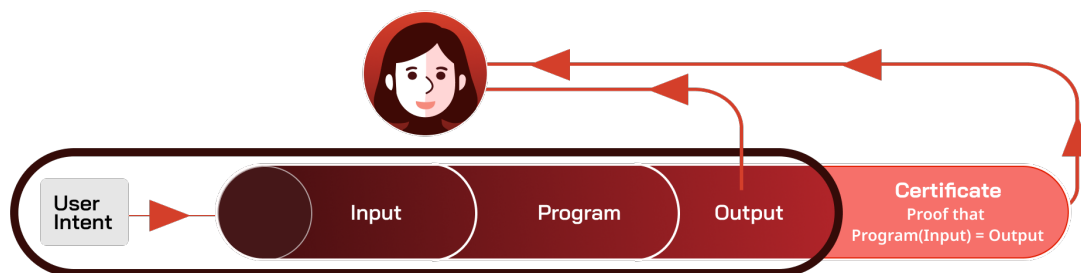 User
Intent
Input
Program
Output
Certificate
Proof that
Program(Input) = Output